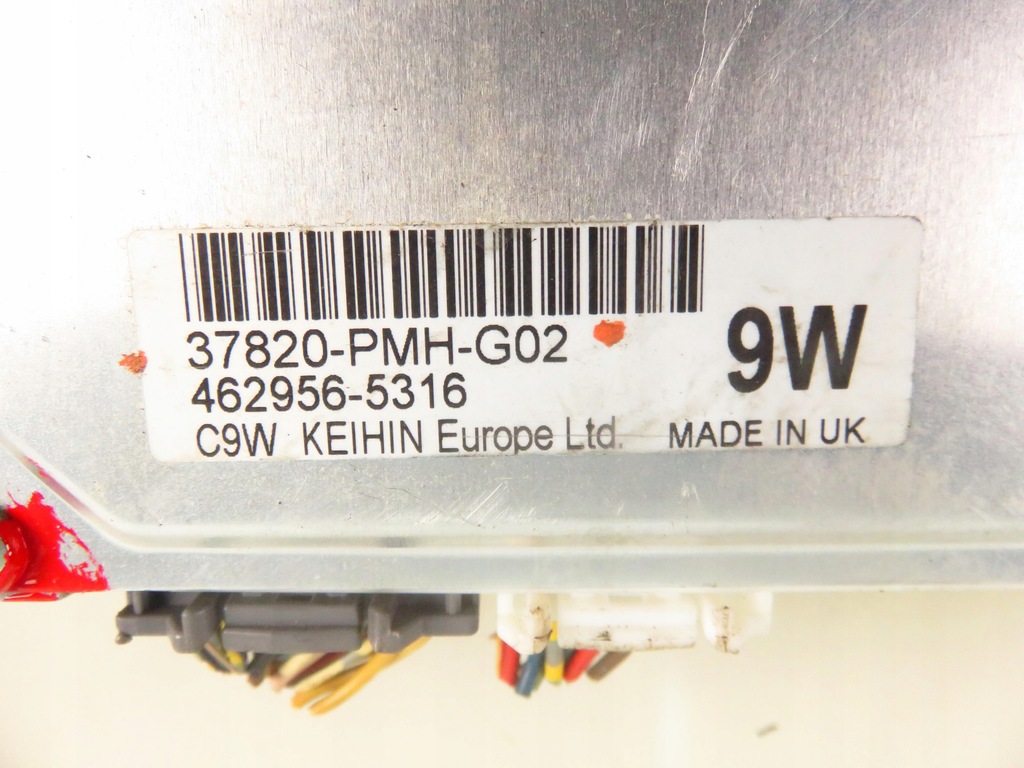 37820-PMH-G02
462956-5316
9W
C9W KEIHIN Europe Ltd. MADE IN UK